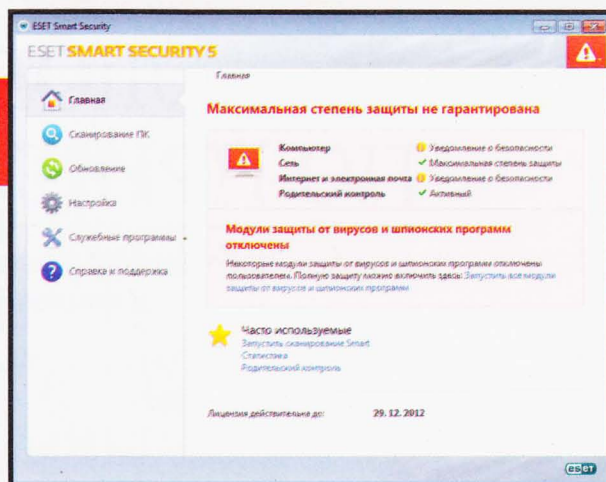 ESET Smart Security
ESET SMART SECURITY 5
Главная
Главная
Сканирование ПК
Обновление
Настройка
Служебные программы
Справка и поддержка
Максимальная степень защиты не гарантирована
Компьютер Уведомление о безопасности
Сеть Максимальная степень защиты
Интернет и электронная почта Уведомление о безопасности
Родительский контроль Активный
Модули защиты от вирусов и шпионских программ
отключены
Некоторые модули защиты от вирусов и шпионских программ отключены
пользователем. Полную защиту можно включить здесь: Запустить все модули
защиты от вирусов и шпионских программ
Часто используемые
Запустить сканирование Smart
Статистика
Родительский контроль
Лицензия действительна до: 29. 12. 2012
eseT